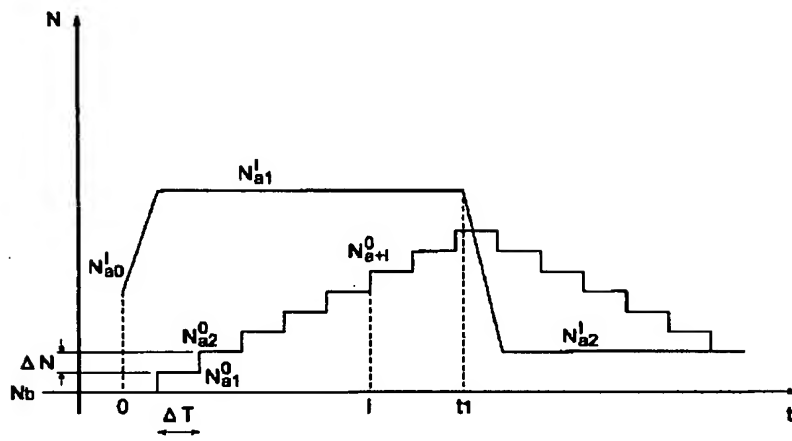 N
N^I_a1
N^I_a0
N^0_a+i
N^0_a2
N^I_a2
ΔN
N^0_a1
Nb
0
i
t1
t
ΔT